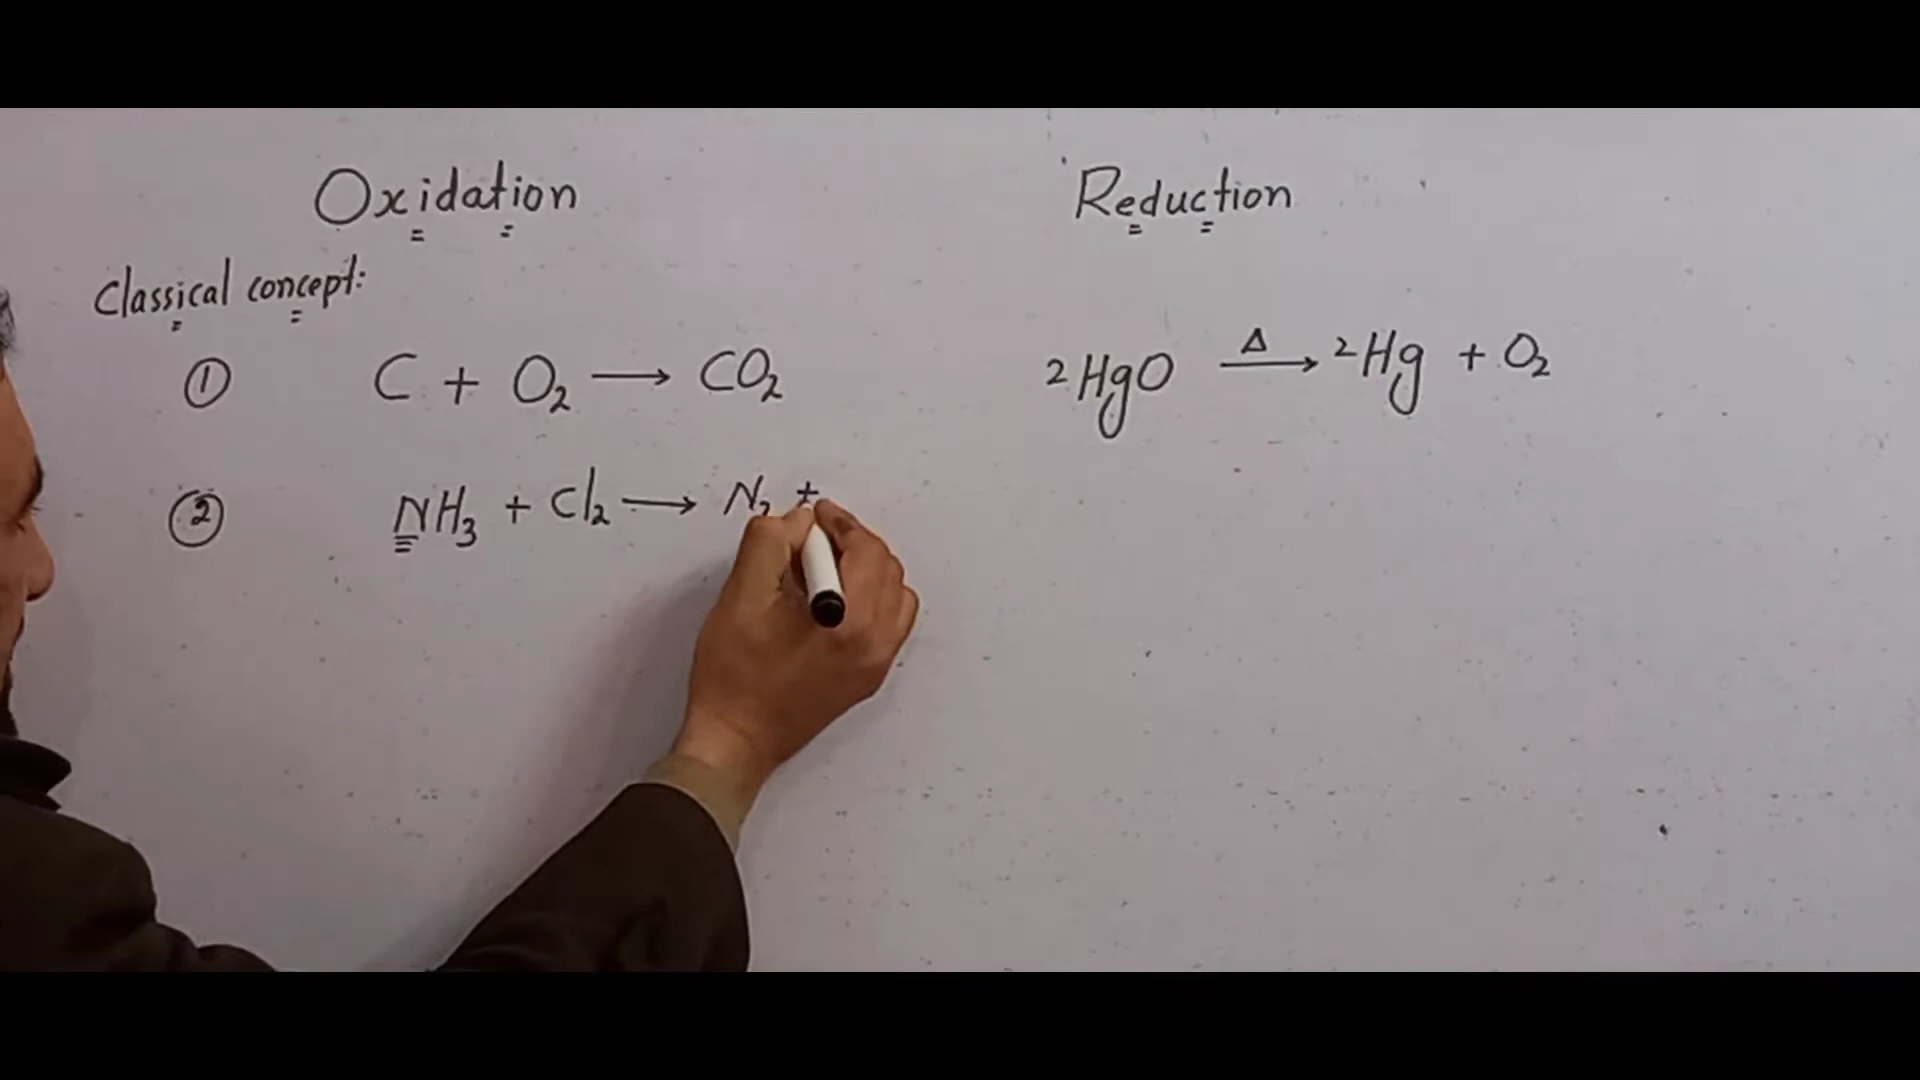 Oxidation Reduction
Classical concept:
① C + O₂ ⟶ CO₂ 2HgO ⟶ᐞ 2Hg + O₂
② NH₃ + Cl₂ ⟶ N₂ +